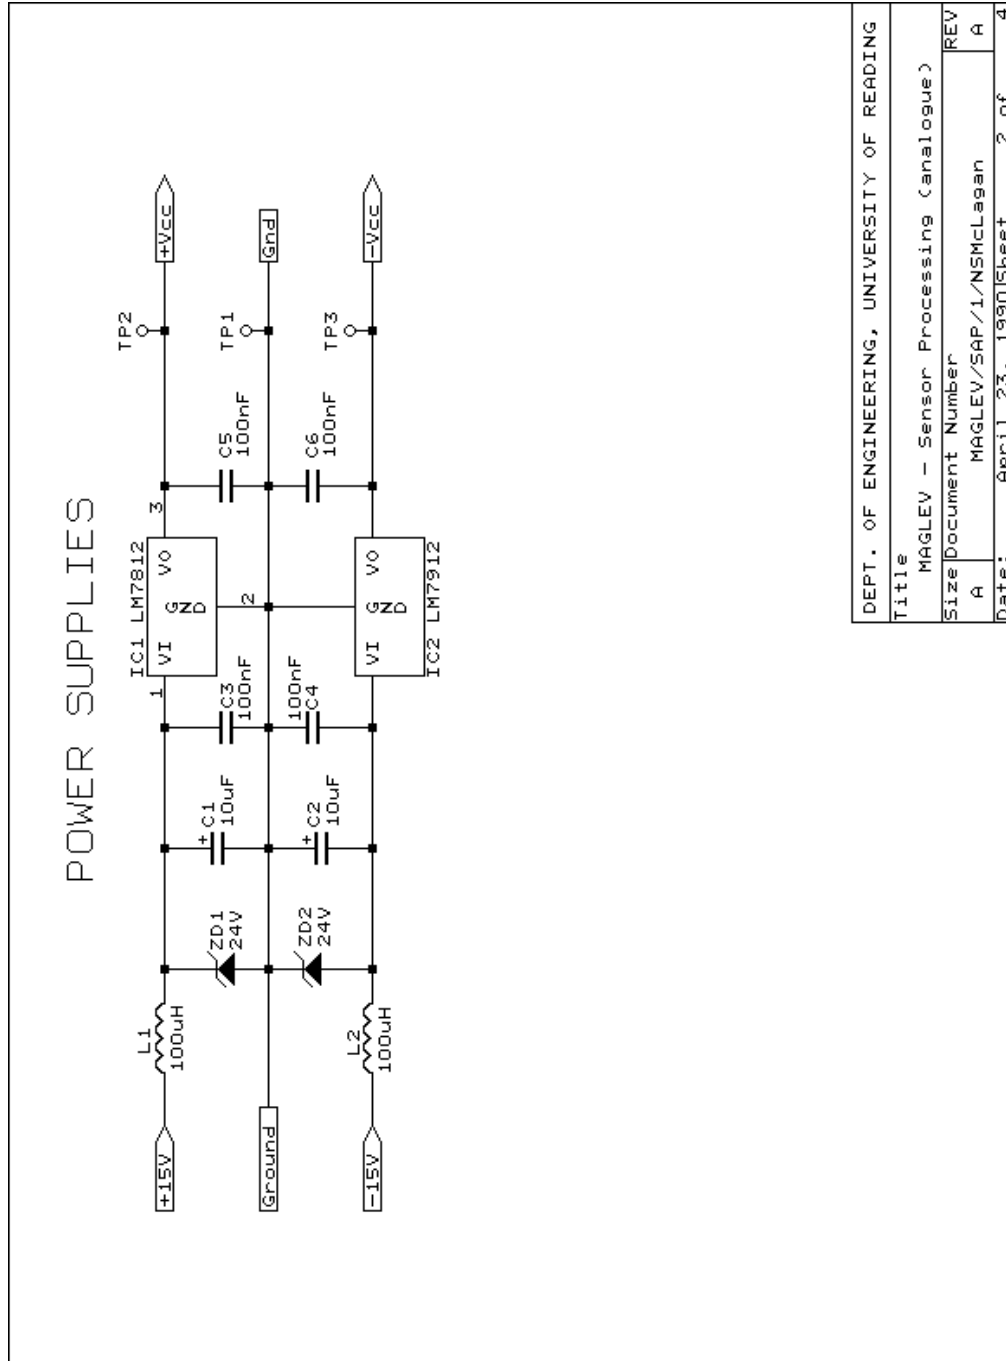 POWER SUPPLIES
+15V
L1
100uH
ZD1
24V
+
C1
10uF
C3
100nF
1
IC1 LM7812
VI
VO
GND
3
2
C5
100nF
TP2
+Vcc
Ground
TP1
Gnd
-15V
L2
100uH
ZD2
24V
+
C2
10uF
100nF
C4
VI
VO
GND
IC2 LM7912
C6
100nF
TP3
-Vcc
DEPT. OF ENGINEERING, UNIVERSITY OF READING
Title
MAGLEV - Sensor Processing (analogue)
Size
Document Number
REV
A
MAGLEV/SAP/1/NSMcLagan
A
Date: April 23, 1990
Sheet 2 of 4